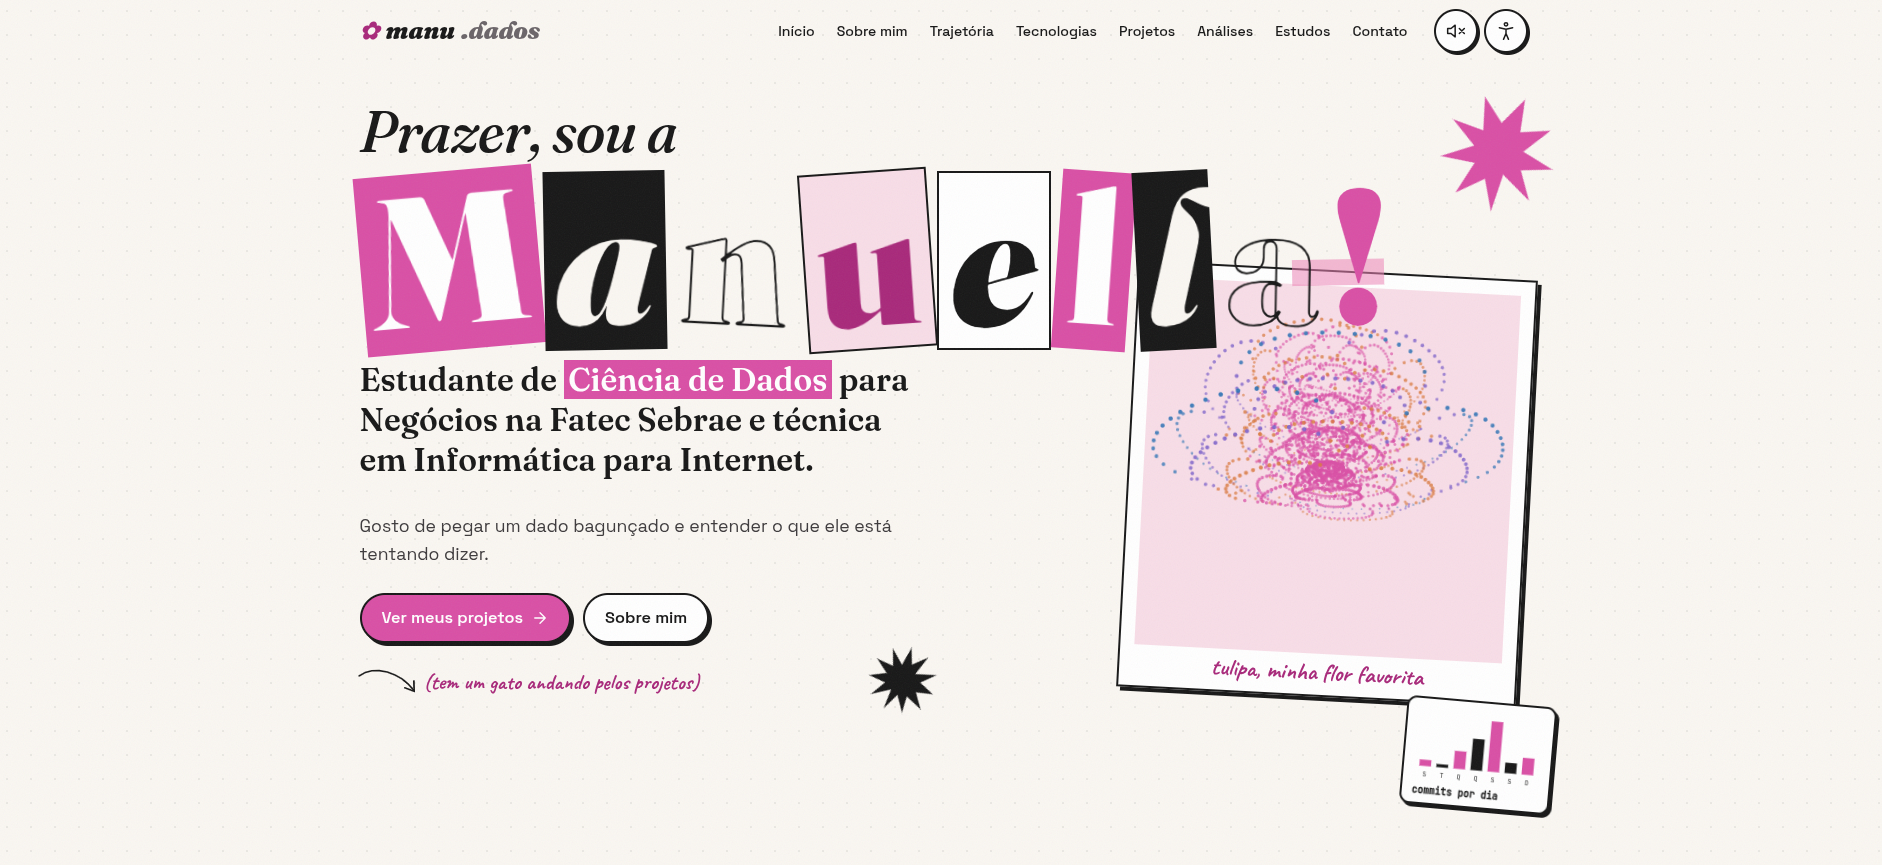 manu .dados
Início Sobre mim Trajetória Tecnologias Projetos Análises Estudos Contato
Prazer, sou a
Manuella!
Estudante de Ciência de Dados para
Negócios na Fatec Sebrae e técnica
em Informática para Internet.
Gosto de pegar um dado bagunçado e entender o que ele está
tentando dizer.
Ver meus projetos → Sobre mim
(tem um gato andando pelos projetos)
tulipa, minha flor favorita
S T Q Q S S D
commits por dia